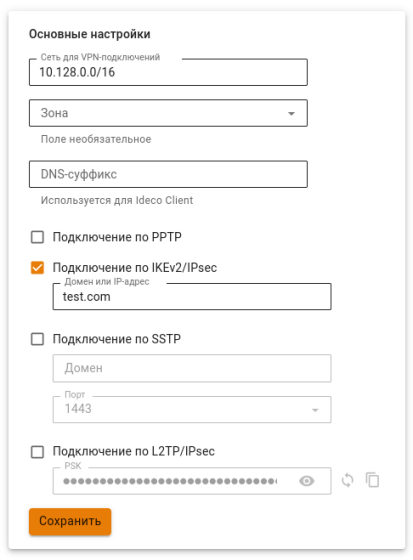 Основные настройки
Сеть для VPN-подключений
10.128.0.0/16
Зона
Поле необязательное
DNS-суффикс
Используется для Ideco Client
Подключение по PPTP
Подключение по IKEv2/IPsec
Домен или IP-адрес
test.com
Подключение по SSTP
Домен
Порт
1443
Подключение по L2TP/IPsec
PSK
Сохранить